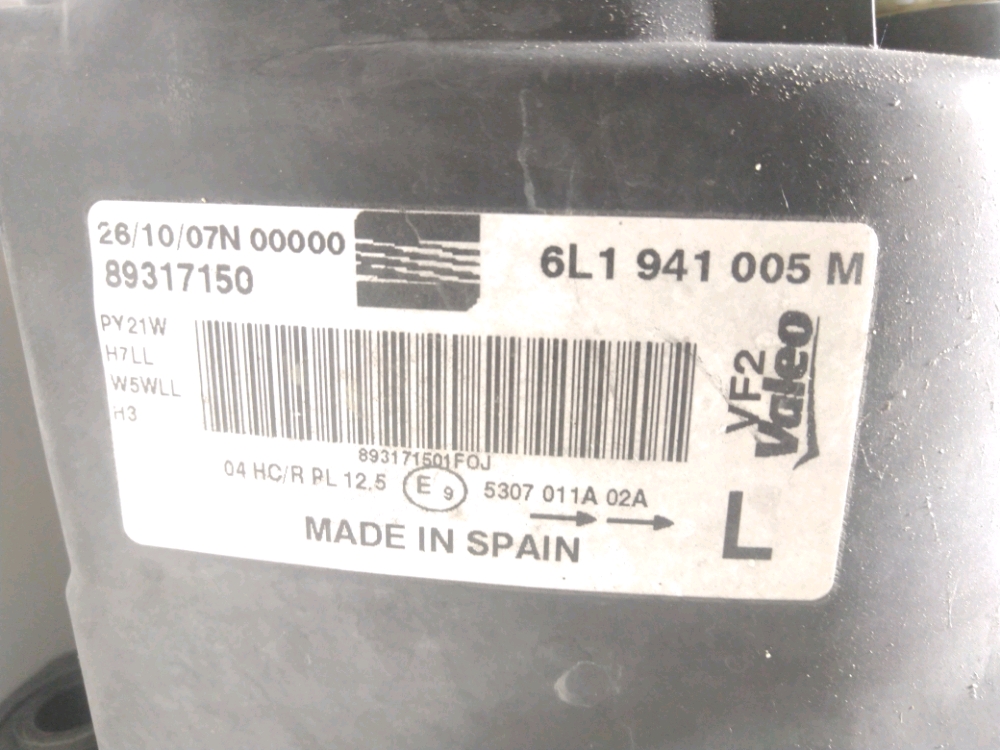 26/10/07N 00000
89317150
6L1 941 005 M
PY21W
H7LL
W5WLL
H3
VF2
Valeo
893171501FOJ
04 HC/R PL 12.5
E 9
5307 011A 02A
MADE IN SPAIN
L